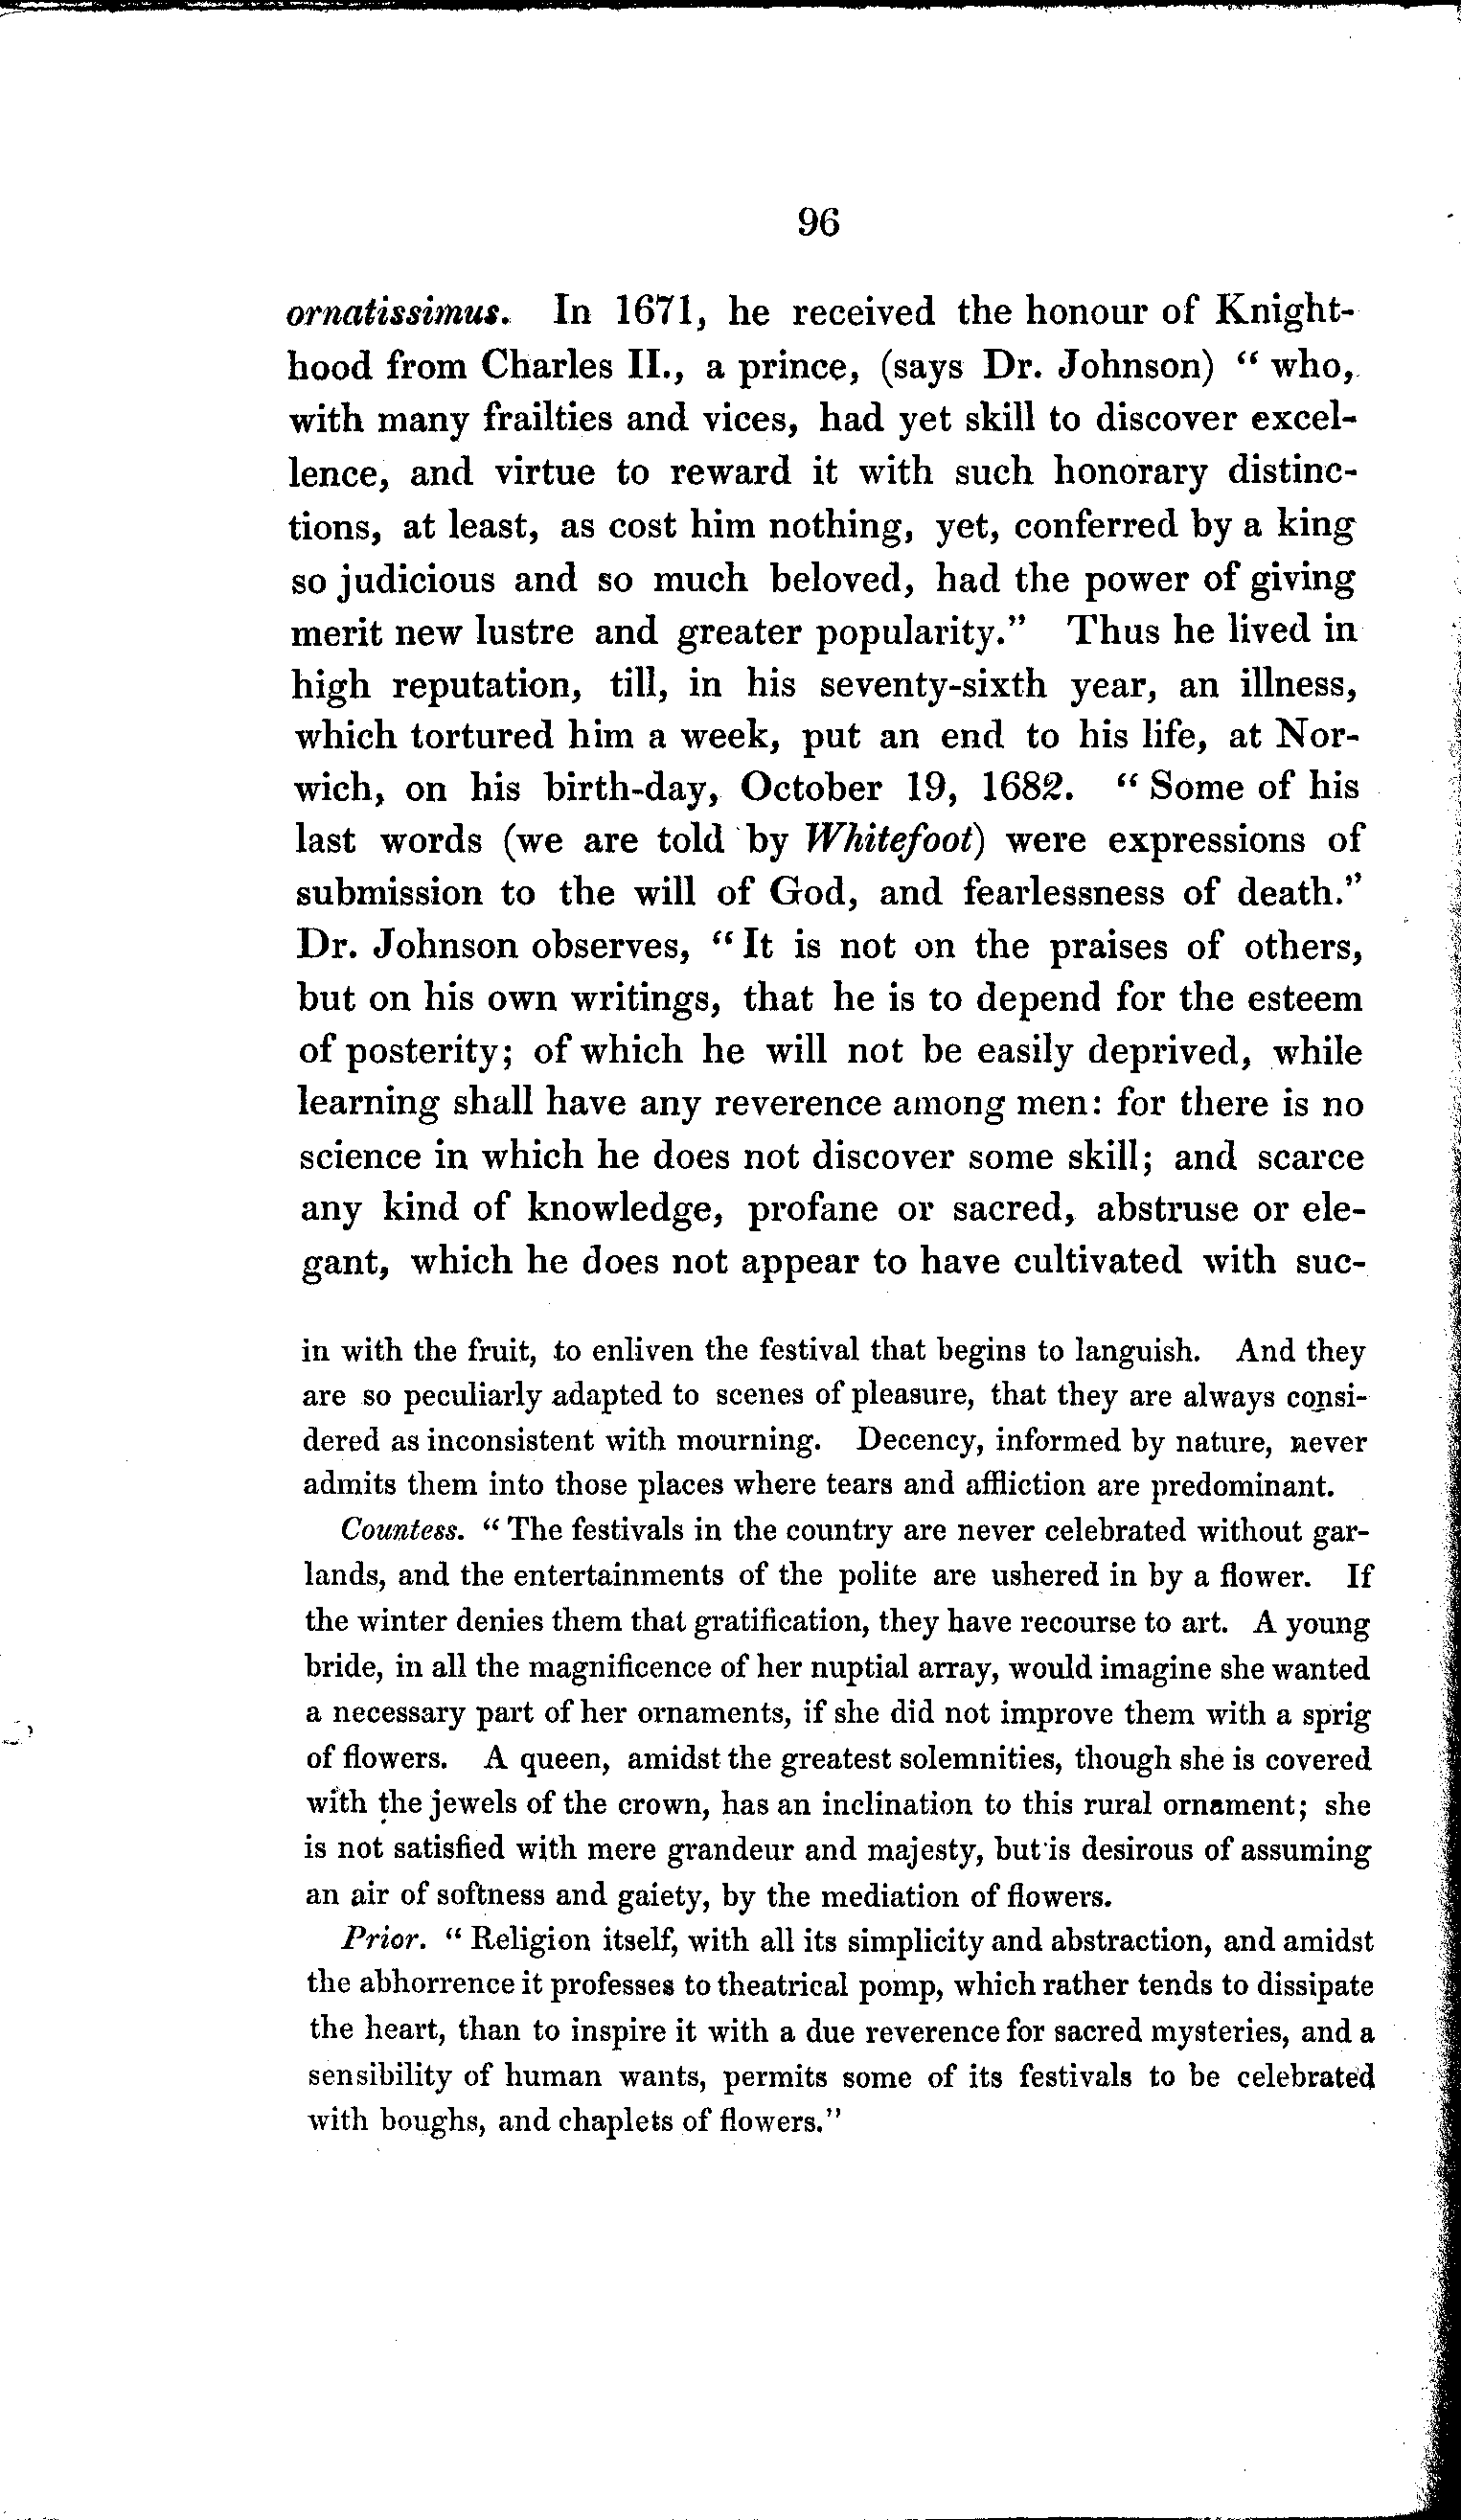 96
ornatissimus. In 1671, he received the honour of Knight-
hood from Charles II., a prince, (says Dr. Johnson) “ who,
with many frailties and vices, had yet skill to discover excel-
lence, and virtue to reward it with such honorary distinc-
tions, at least, as cost him nothing, yet, conferred by a king
so judicious and so much beloved, had the power of giving
merit new lustre and greater popularity.” Thus he lived in
high reputation, till, in his seventy-sixth year, an illness,
which tortured him a week, put an end to his life, at Nor-
wich, on his birth-day, October 19, 1682. “ Some of his
last words (we are told by Whitefoot) were expressions of
submission to the will of God, and fearlessness of death.”
Dr. Johnson observes, “ It is not on the praises of others,
but on his own writings, that he is to depend for the esteem
of posterity; of which he will not be easily deprived, while
learning shall have any reverence among men: for there is no
science in which he does not discover some skill; and scarce
any kind of knowledge, profane or sacred, abstruse or ele-
gant, which he does not appear to have cultivated with suc-
in with the fruit, to enliven the festival that begins to languish. And they
are so peculiarly adapted to scenes of pleasure, that they are always consi-
dered as inconsistent with mourning. Decency, informed by nature, never
admits them into those places where tears and affliction are predominant.
Countess. “ The festivals in the country are never celebrated without gar-
lands, and the entertainments of the polite are ushered in by a flower. If
the winter denies them that gratification, they have recourse to art. A young
bride, in all the magnificence of her nuptial array, would imagine she wanted
a necessary part of her ornaments, if she did not improve them with a sprig
of flowers. A queen, amidst the greatest solemnities, though she is covered
with the jewels of the crown, has an inclination to this rural ornament; she
is not satisfied with mere grandeur and majesty, but is desirous of assuming
an air of softness and gaiety, by the mediation of flowers.
Prior. “ Religion itself, with all its simplicity and abstraction, and amidst
the abhorrence it professes to theatrical pomp, which rather tends to dissipate
the heart, than to inspire it with a due reverence for sacred mysteries, and a
sensibility of human wants, permits some of its festivals to be celebrated
with boughs, and chaplets of flowers.”